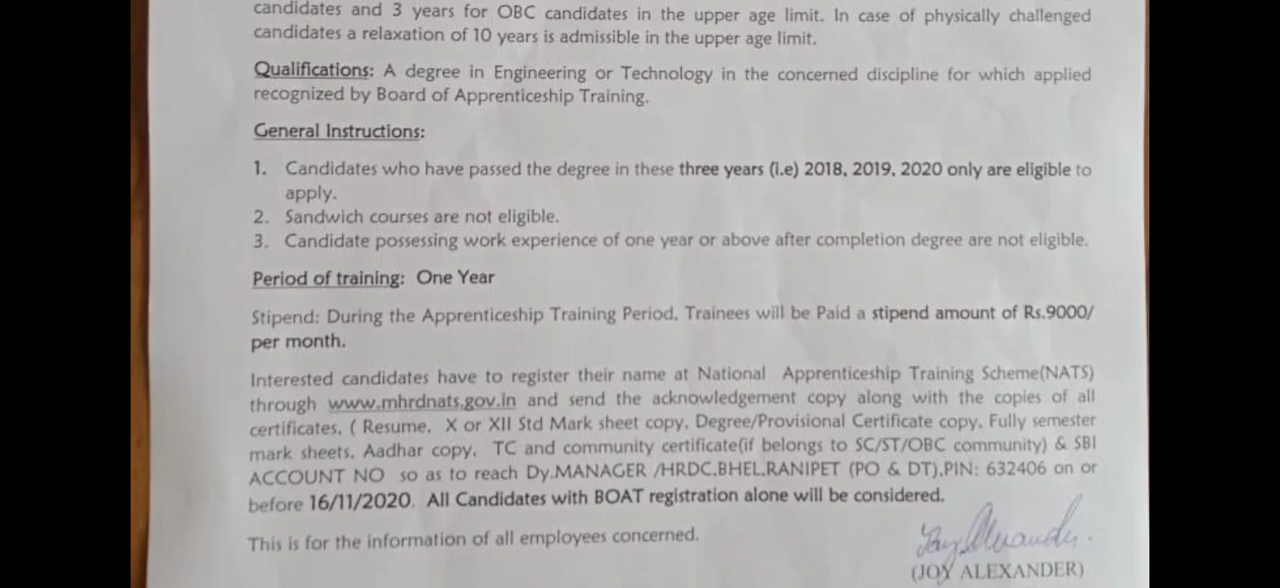 candidates and 3 years for OBC candidates in the upper age limit. In case of physically challenged
candidates a relaxation of 10 years is admissible in the upper age limit.
Qualifications: A degree in Engineering or Technology in the concerned discipline for which applied
recognized by Board of Apprenticeship Training.
General Instructions:
1. Candidates who have passed the degree in these three years (i.e) 2018, 2019, 2020 only are eligible to
apply.
2. Sandwich courses are not eligible.
3. Candidate possessing work experience of one year or above after completion degree are not eligible.
Period of training: One Year
Stipend: During the Apprenticeship Training Period, Trainees will be Paid a stipend amount of Rs.9000/
per month.
Interested candidates have to register their name at National Apprenticeship Training Scheme(NATS)
through www.mhrdnats.gov.in and send the acknowledgement copy along with the copies of all
certificates, ( Resume, X or XII Std Mark sheet copy, Degree/Provisional Certificate copy, Fully semester
mark sheets, Aadhar copy, TC and community certificate(if belongs to SC/ST/OBC community) & SBI
ACCOUNT NO so as to reach Dy.MANAGER /HRDC,BHEL,RANIPET (PO & DT),PIN: 632406 on or
before 16/11/2020. All Candidates with BOAT registration alone will be considered.
This is for the information of all employees concerned.
Joy Alexander.
(JOY ALEXANDER)